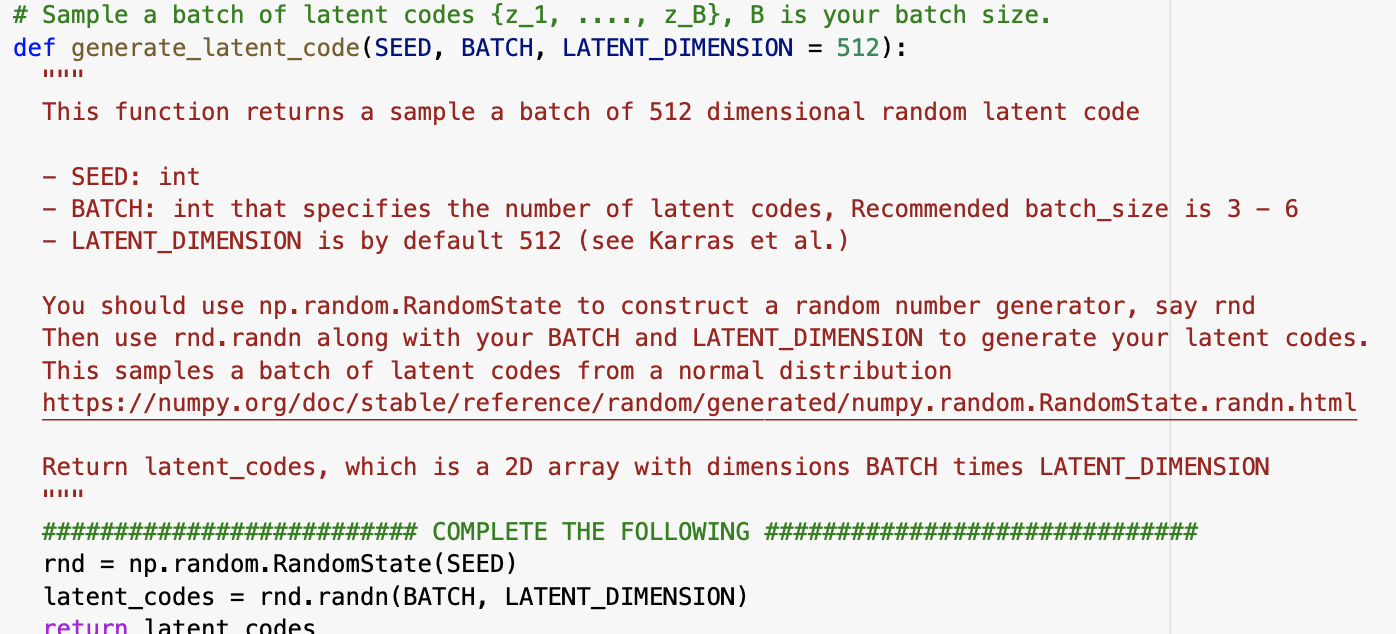 # Sample a batch of latent codes {z_1, ...., z_B}, B is your batch size.
def generate_latent_code(SEED, BATCH, LATENT_DIMENSION = 512):
"""
This function returns a sample a batch of 512 dimensional random latent code
- SEED: int
- BATCH: int that specifies the number of latent codes, Recommended batch_size is 3 - 6
- LATENT_DIMENSION is by default 512 (see Karras et al.)
You should use np.random.RandomState to construct a random number generator, say rnd
Then use rnd.randn along with your BATCH and LATENT_DIMENSION to generate your latent codes.
This samples a batch of latent codes from a normal distribution
https://numpy.org/doc/stable/reference/random/generated/numpy.random.RandomState.randn.html
Return latent_codes, which is a 2D array with dimensions BATCH times LATENT_DIMENSION
"""
########################## COMPLETE THE FOLLOWING ##############################
rnd = np.random.RandomState(SEED)
latent_codes = rnd.randn(BATCH, LATENT_DIMENSION)
return latent_codes